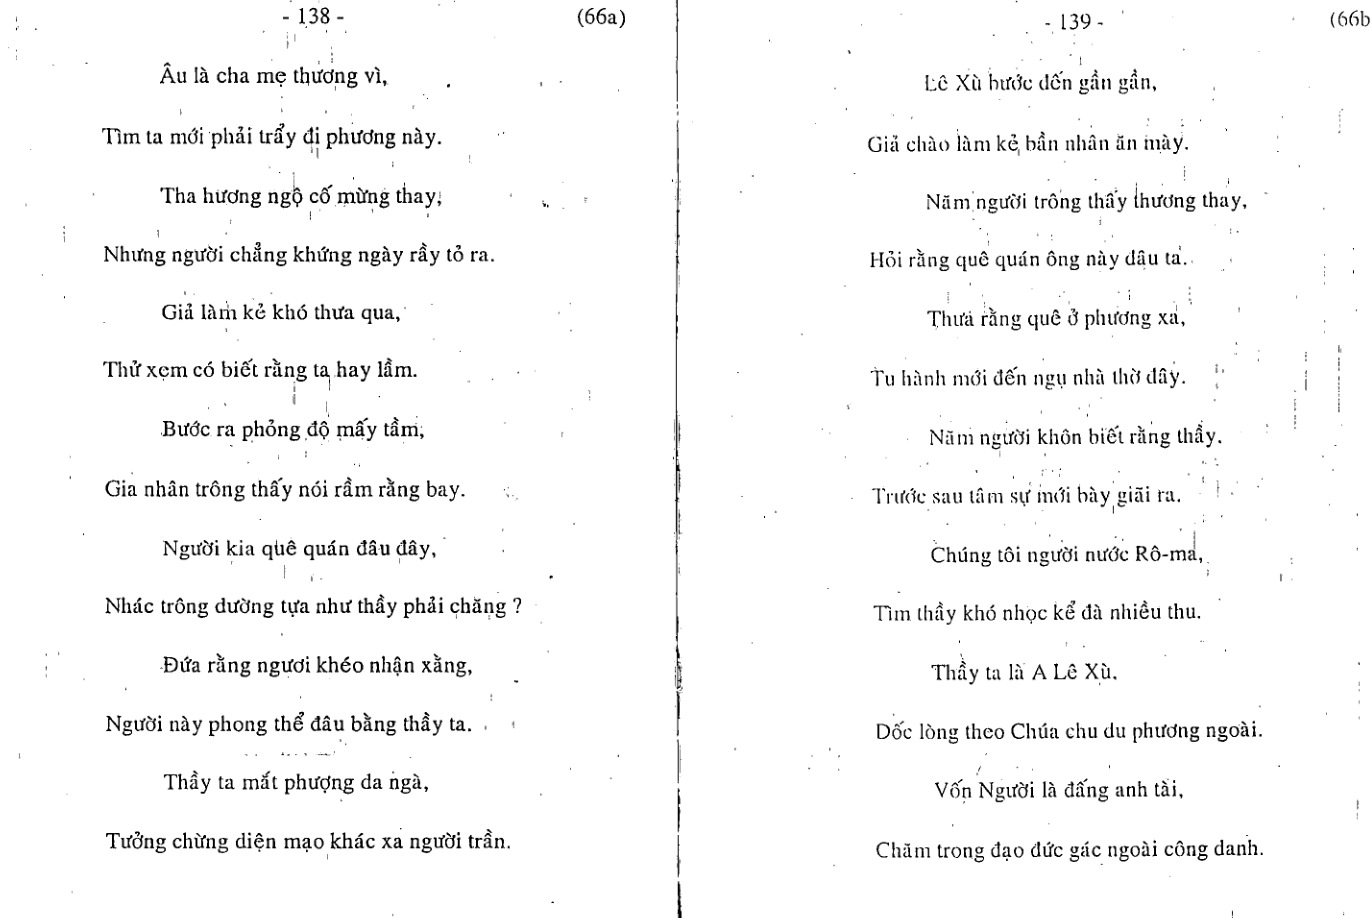 - 138 -
(66a)
Âu là cha mẹ thương vì,
Tìm ta mới phải trẩy đi phương này.
Tha hương ngộ cố mừng thay,
Nhưng người chẳng khứng ngày rầy tỏ ra.
Giả làm kẻ khó thưa qua,
Thử xem có biết rằng ta hay lầm.
Bước ra phỏng độ mấy tầm,
Gia nhân trông thấy nói rầm rằng bay.
Người kia quê quán đâu đây,
Nhác trông dường tựa như thầy phải chăng ?
Đứa rằng ngươi khéo nhận xằng,
Người này phong thể đâu bằng thầy ta.
Thầy ta mắt phượng da ngà,
Tưởng chừng diện mạo khác xa người trần.
- 139 -
(66b
Lê Xù bước đến gần gần,
Giả chào làm kẻ bần nhân ăn mày.
Năm người trông thấy thương thay,
Hỏi rằng quê quán ông này đâu ta.
Thưa rằng quê ở phương xa,
Tu hành mới đến ngụ nhà thờ đây.
Năm người khôn biết rằng thầy.
Trước sau tâm sự mới bày giãi ra.
Chúng tôi người nước Rô-ma,
Tìm thầy khó nhọc kể đà nhiều thu.
Thầy ta là A Lê Xù.
Dốc lòng theo Chúa chu du phương ngoài.
Vốn Người là đấng anh tài,
Chăm trong đạo đức gác ngoài công danh.